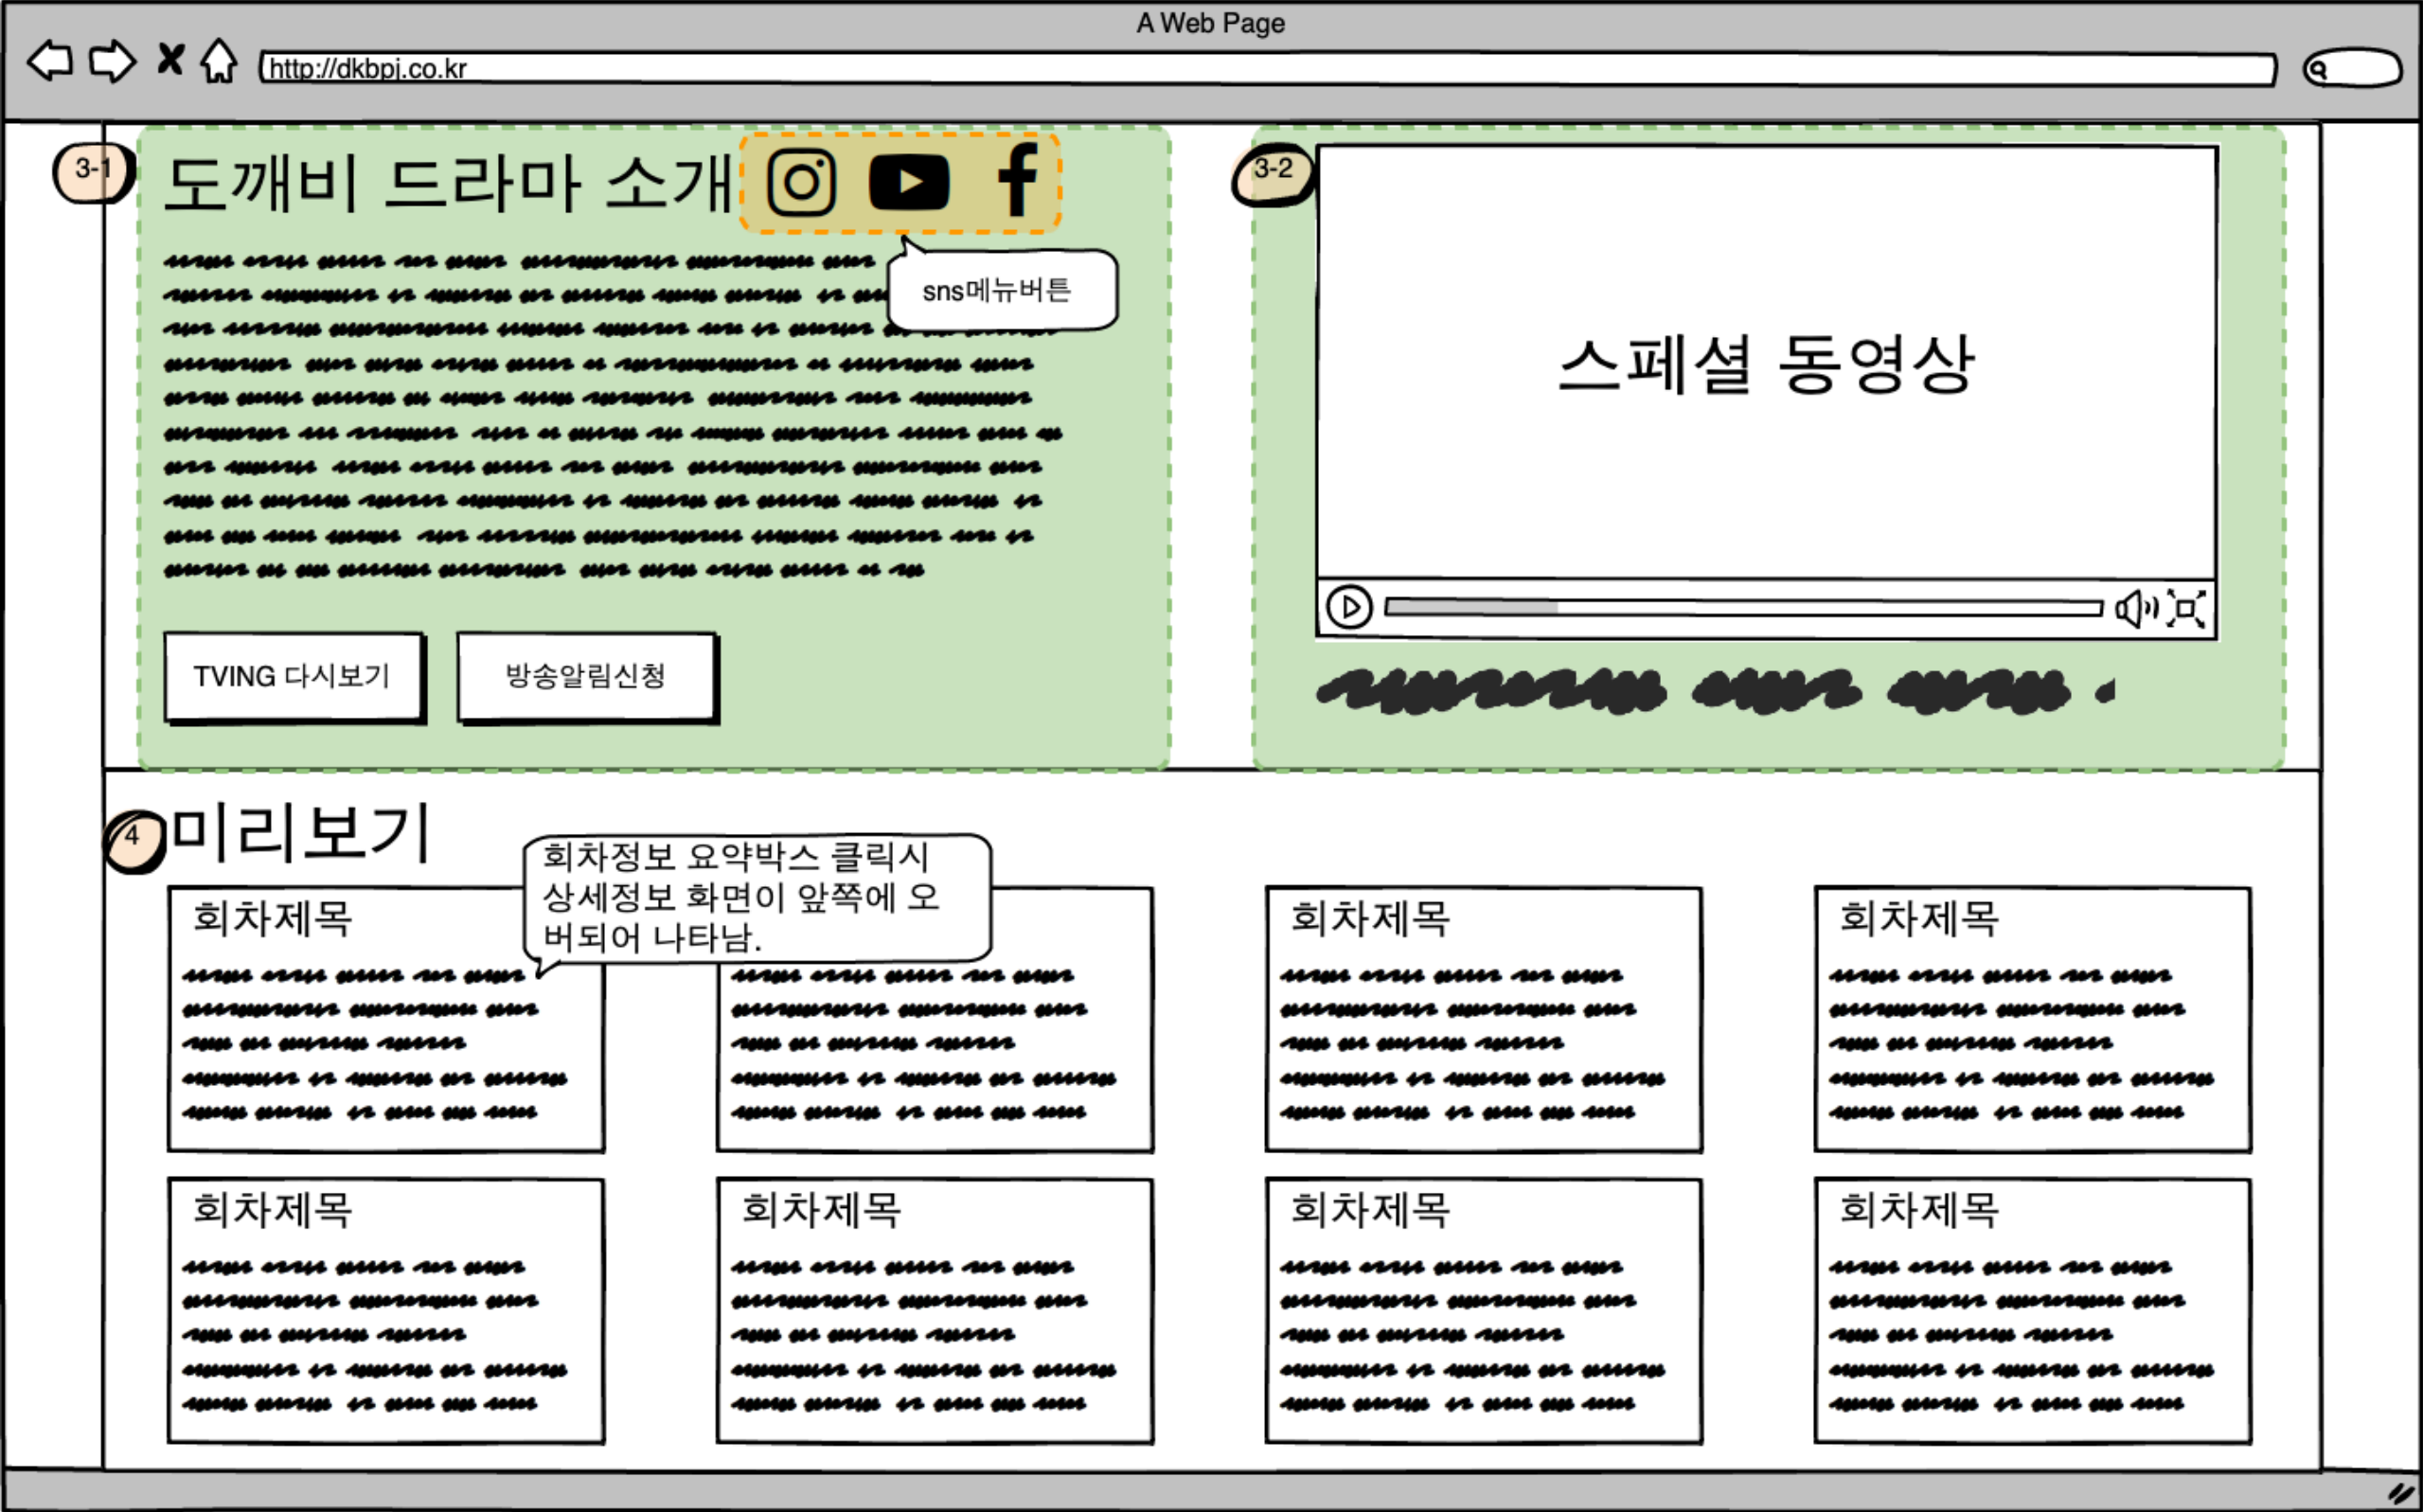 A Web Page
http://dkbpj.co.kr
3-1
도깨비 드라마 소개
sns메뉴버튼
TVING 다시보기
방송알림신청
3-2
스페셜 동영상
4
미리보기
회차정보 요약박스 클릭시
상세정보 화면이 앞쪽에 오
버되어 나타남.
회차제목
회차제목
회차제목
회차제목
회차제목
회차제목
회차제목